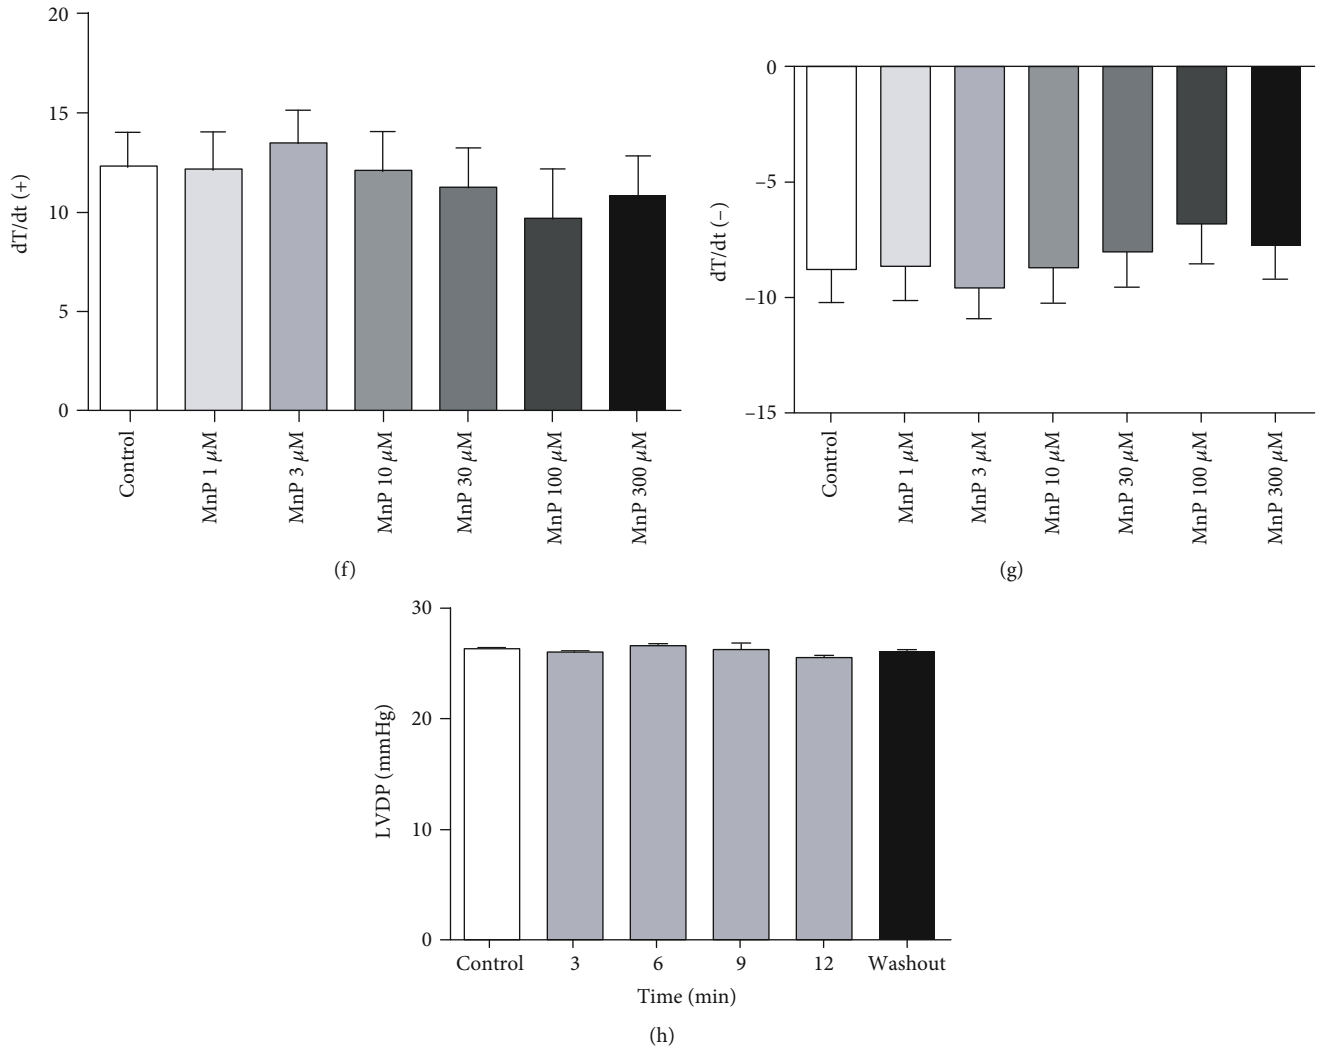 20
15
10
5
0
dT/dt (+)
Control
MnP 1 µM
MnP 3 µM
MnP 10 µM
MnP 30 µM
MnP 100 µM
MnP 300 µM
(f)
0
–5
–10
–15
dT/dt (–)
Control
MnP 1 µM
MnP 3 µM
MnP 10 µM
MnP 30 µM
MnP 100 µM
MnP 300 µM
(g)
30
20
10
0
LVDP (mmHg)
Control 3 6 9 12 Washout
Time (min)
(h)